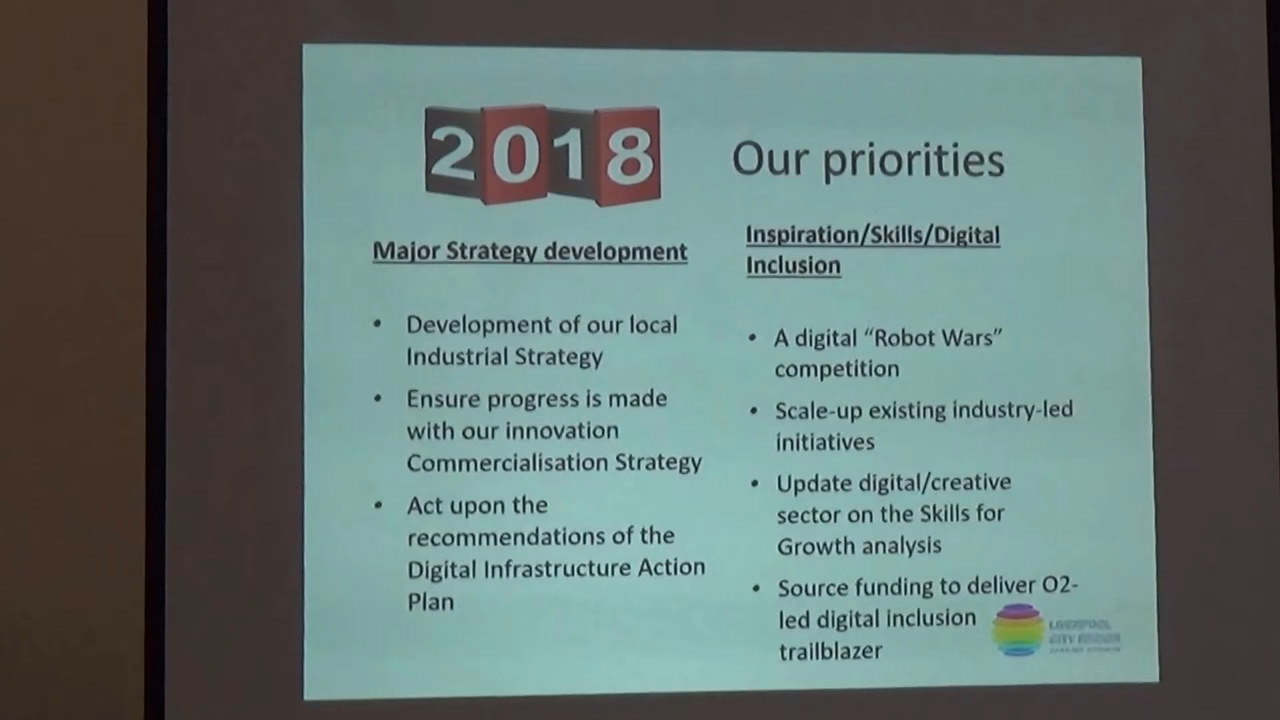 2018
Our priorities
Major Strategy development
• Development of our local
Industrial Strategy
• Ensure progress is made
with our innovation
Commercialisation Strategy
• Act upon the
recommendations of the
Digital Infrastructure Action
Plan
Inspiration/Skills/Digital
Inclusion
• A digital “Robot Wars”
competition
• Scale-up existing industry-led
initiatives
• Update digital/creative
sector on the Skills for
Growth analysis
• Source funding to deliver O2-
led digital inclusion
trailblazer
LIVERPOOL
CITY REGION